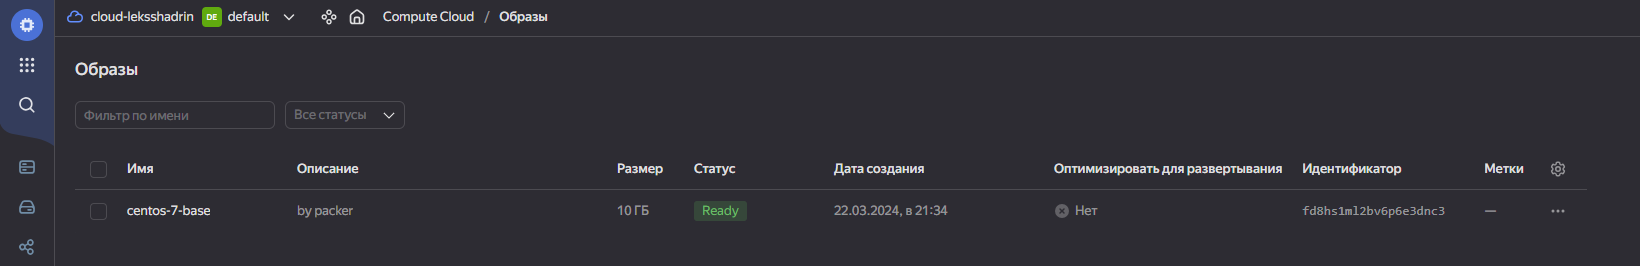 cloud-leksshadrin DE default Compute Cloud / Образы
Образы
Фильтр по имени Все статусы
Имя Описание Размер Статус Дата создания Оптимизировать для развертывания Идентификатор Метки
centos-7-base by packer 10 ГБ Ready 22.03.2024, в 21:34 Нет fd8hs1ml2bv6p6e3dnc3 —